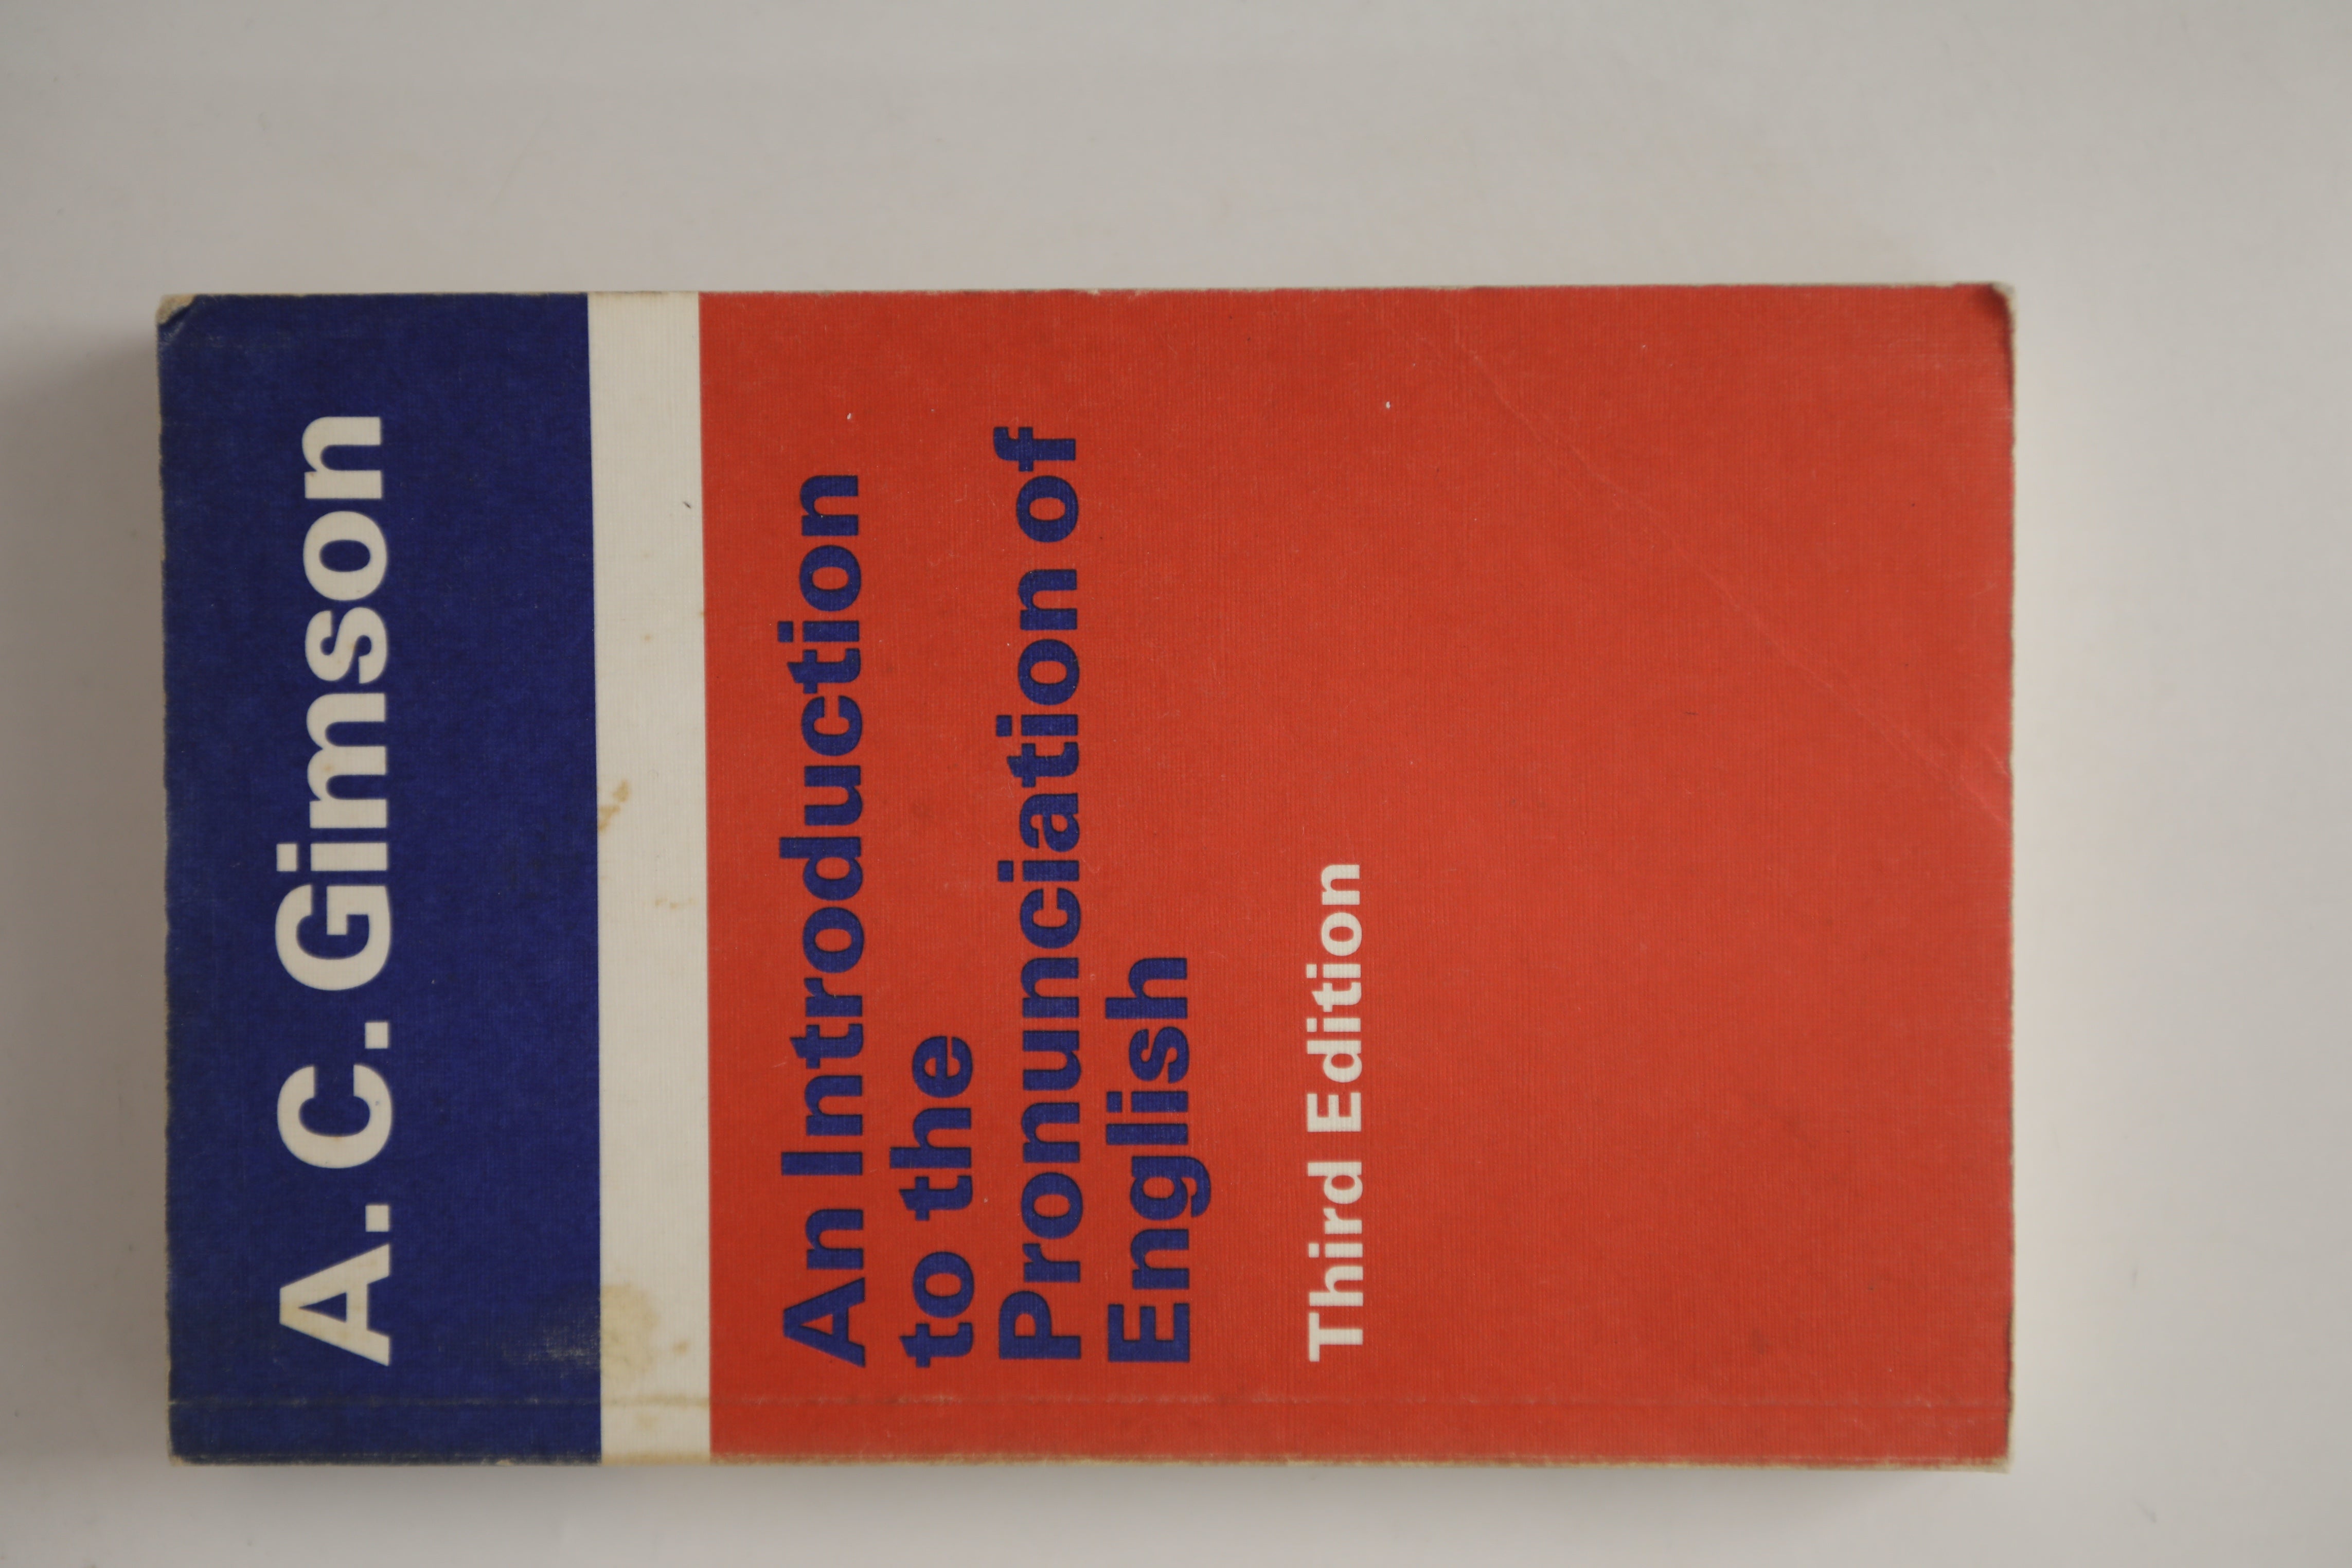 A. C. Gimson
An Introduction
to the
Pronunciation of
English
Third Edition